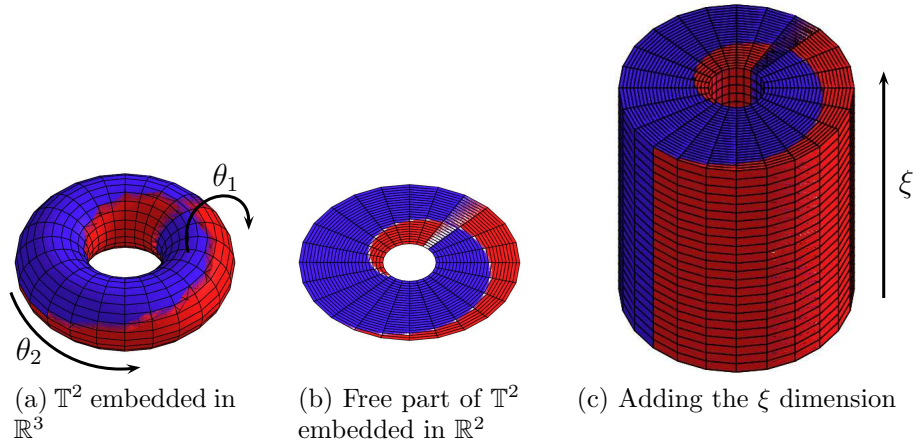 θ₁
θ₂
ξ
(a) 𝕋² embedded in
ℝ³
(b) Free part of 𝕋²
embedded in ℝ²
(c) Adding the ξ dimension